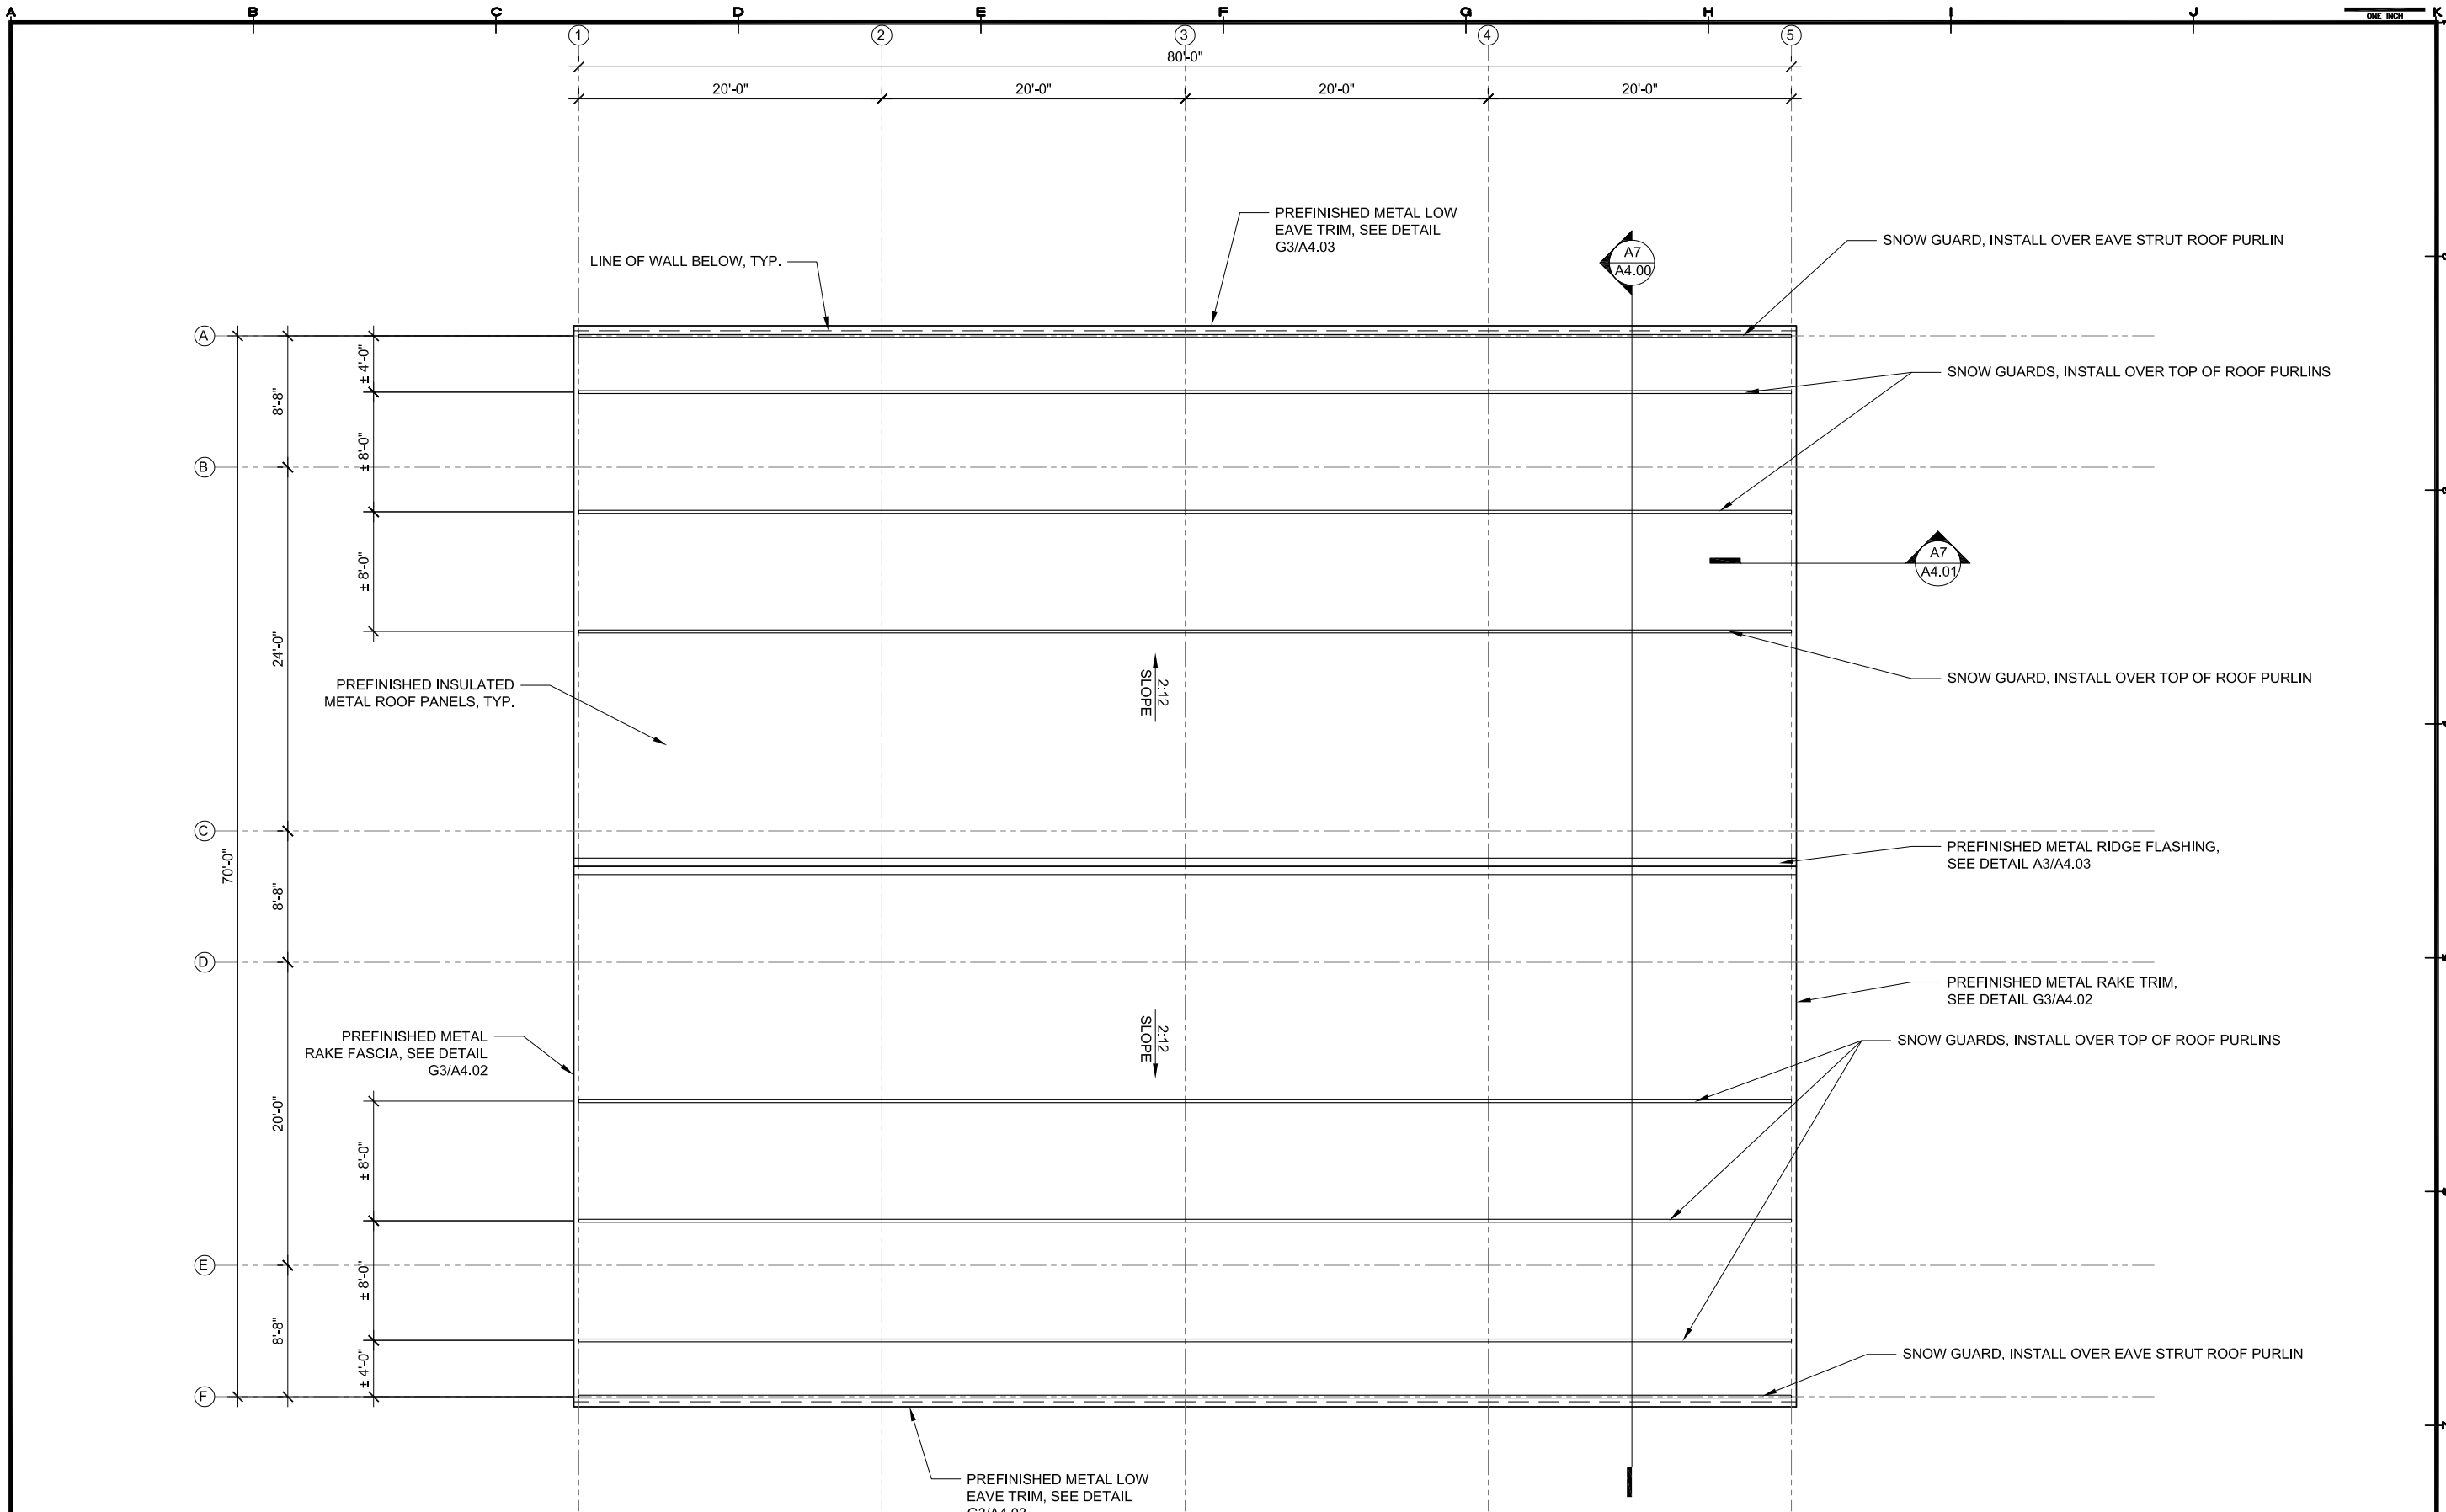 A B C D E F G H I J K
ONE INCH
1 2 3 4 5
80'-0"
20'-0" 20'-0" 20'-0" 20'-0"
PREFINISHED METAL LOW
EAVE TRIM, SEE DETAIL
G3/A4.03
LINE OF WALL BELOW, TYP.
A7
A4.00
SNOW GUARD, INSTALL OVER EAVE STRUT ROOF PURLIN
A
± 4'-0"
8'-8"
SNOW GUARDS, INSTALL OVER TOP OF ROOF PURLINS
± 8'-0"
B
A7
A4.01
± 8'-0"
24'-0"
PREFINISHED INSULATED
METAL ROOF PANELS, TYP.
2:12
SLOPE
SNOW GUARD, INSTALL OVER TOP OF ROOF PURLIN
C
70'-0"
PREFINISHED METAL RIDGE FLASHING,
SEE DETAIL A3/A4.03
8'-8"
D
PREFINISHED METAL RAKE TRIM,
SEE DETAIL G3/A4.02
PREFINISHED METAL
RAKE FASCIA, SEE DETAIL
G3/A4.02
2:12
SLOPE
SNOW GUARDS, INSTALL OVER TOP OF ROOF PURLINS
20'-0"
± 8'-0"
E
± 8'-0"
8'-8"
± 4'-0"
SNOW GUARD, INSTALL OVER EAVE STRUT ROOF PURLIN
F
PREFINISHED METAL LOW
EAVE TRIM, SEE DETAIL